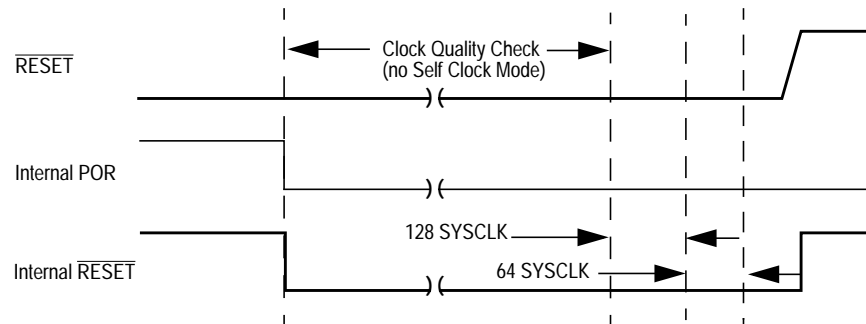 Clock Quality Check
(no Self Clock Mode)
RESET
Internal POR
128 SYSCLK
64 SYSCLK
Internal RESET